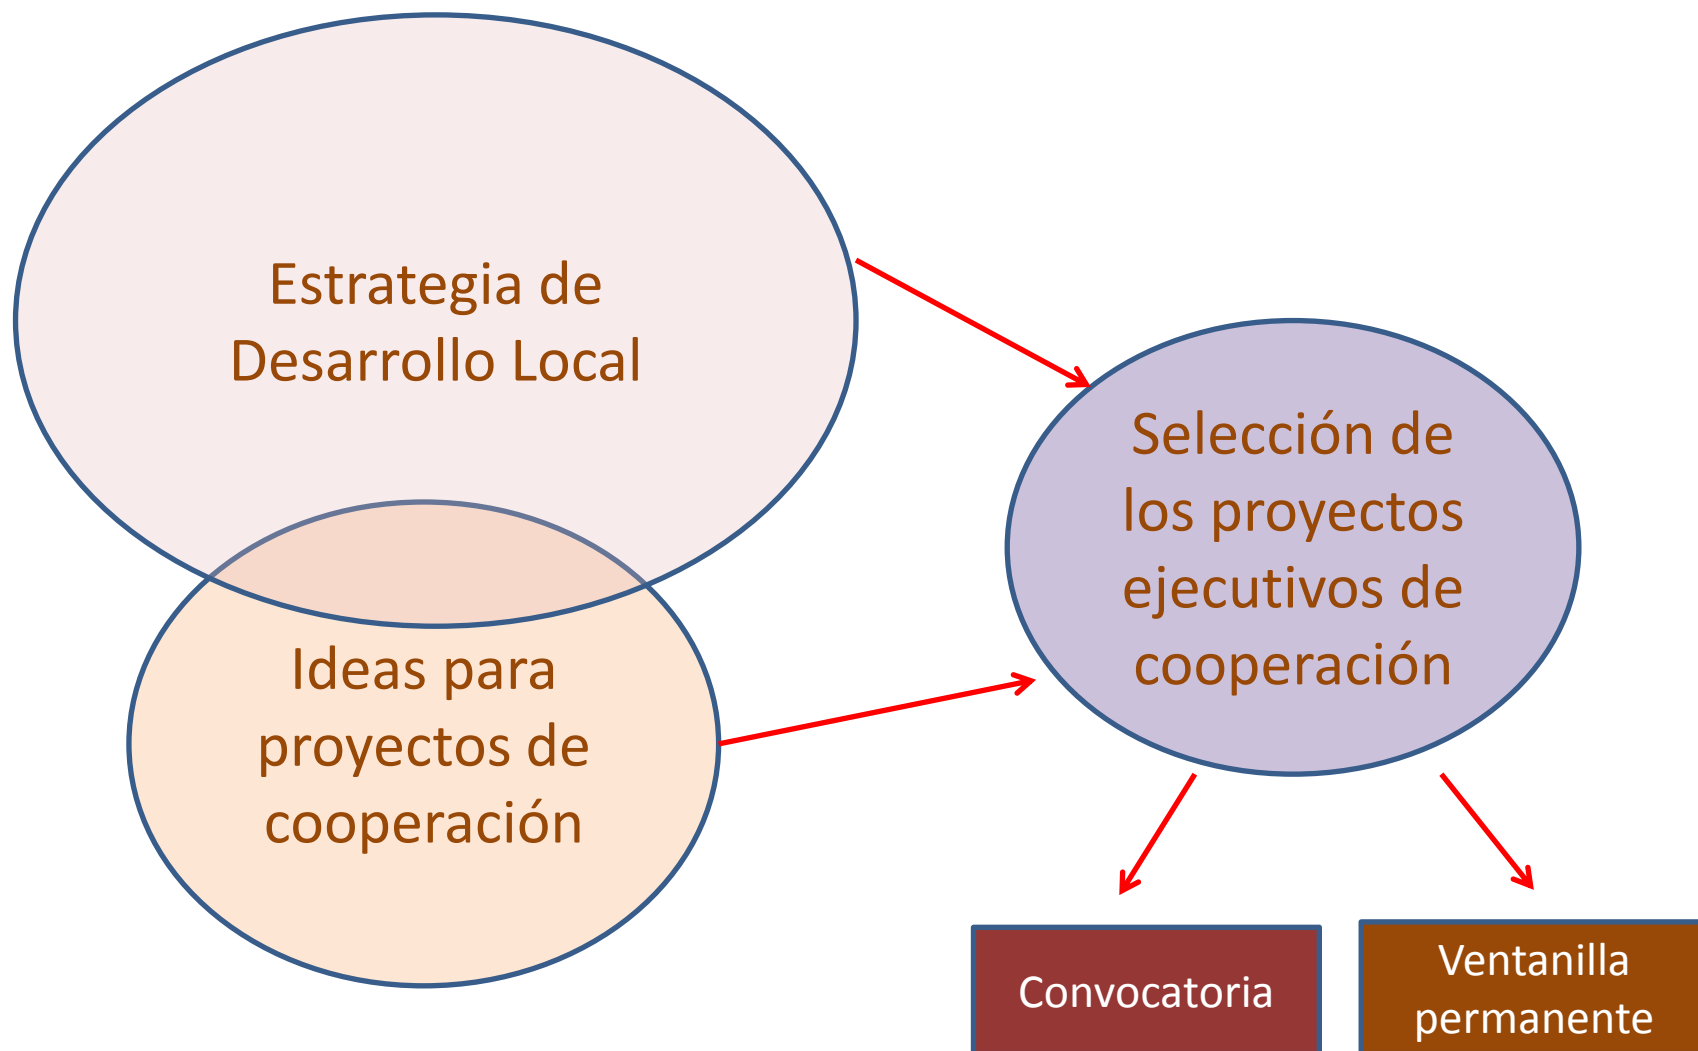 Estrategia de
Desarrollo Local
Selección de
los proyectos
ejecutivos de
cooperación
Ideas para
proyectos de
cooperación
Convocatoria
Ventanilla
permanente